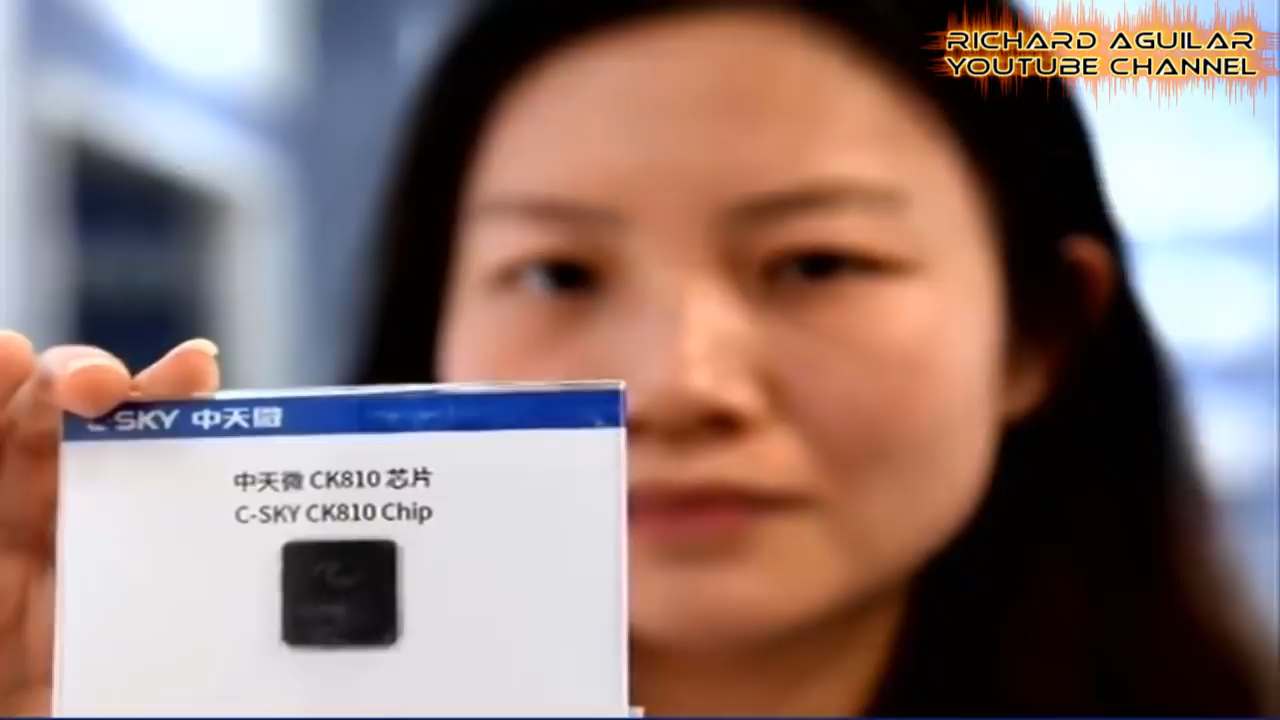 RICHARD AGUILAR
YOUTUBE CHANNEL
C-SKY 中天微
中天微 CK810 芯片
C-SKY CK810 Chip